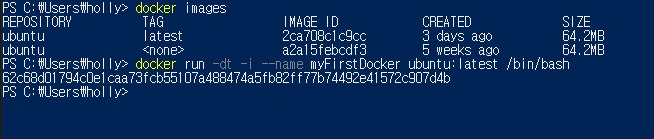 PS C:₩Users₩holly> docker images
REPOSITORY TAG IMAGE ID CREATED SIZE
ubuntu latest 2ca708c1c9cc 3 days ago 64.2MB
ubuntu <none> a2a15febcdf3 5 weeks ago 64.2MB
PS C:₩Users₩holly> docker run -dt -i --name myFirstDocker ubuntu:latest /bin/bash
62c68d01794c0e1caa73fcb55107a488474a5fb82ff77b74492e41572c907d4b
PS C:₩Users₩holly>